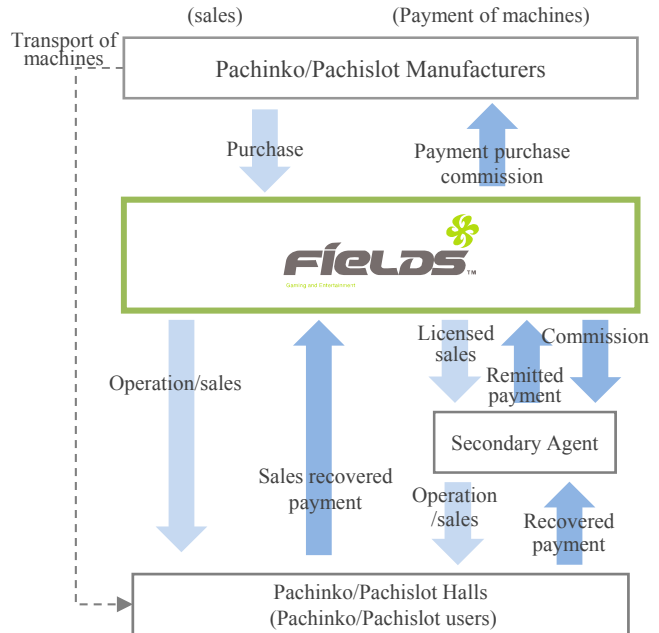 (sales)
(Payment of machines)
Transport of
machines
Pachinko/Pachislot Manufacturers
Purchase
Payment purchase
commission
FIELDS™
Gaming and Entertainment
Licensed
sales
Commission
Remitted
payment
Operation/sales
Secondary Agent
Sales recovered
payment
Operation
/sales
Recovered
payment
Pachinko/Pachislot Halls
(Pachinko/Pachislot users)